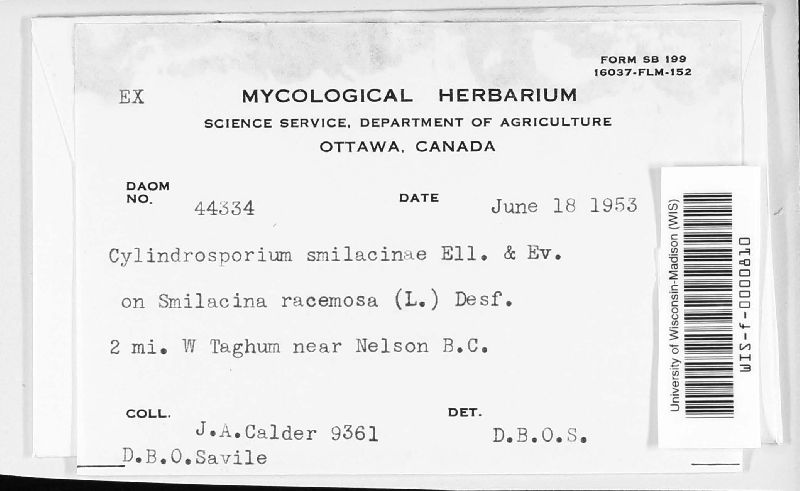 FORM SB 199
16037-FLM-152
EX MYCOLOGICAL HERBARIUM
SCIENCE SERVICE, DEPARTMENT OF AGRICULTURE
OTTAWA, CANADA
DAOM
NO. 44334 DATE June 18 1953
Cylindrosporium smilacinae Ell. & Ev.
on Smilacina racemosa (L.) Desf.
2 mi. W Taghum near Nelson B.C.
COLL. J.A.Calder 9361 DET. D.B.O.S.
D.B.O.Savile
University of Wisconsin-Madison (WIS)
WIS-f-0000810